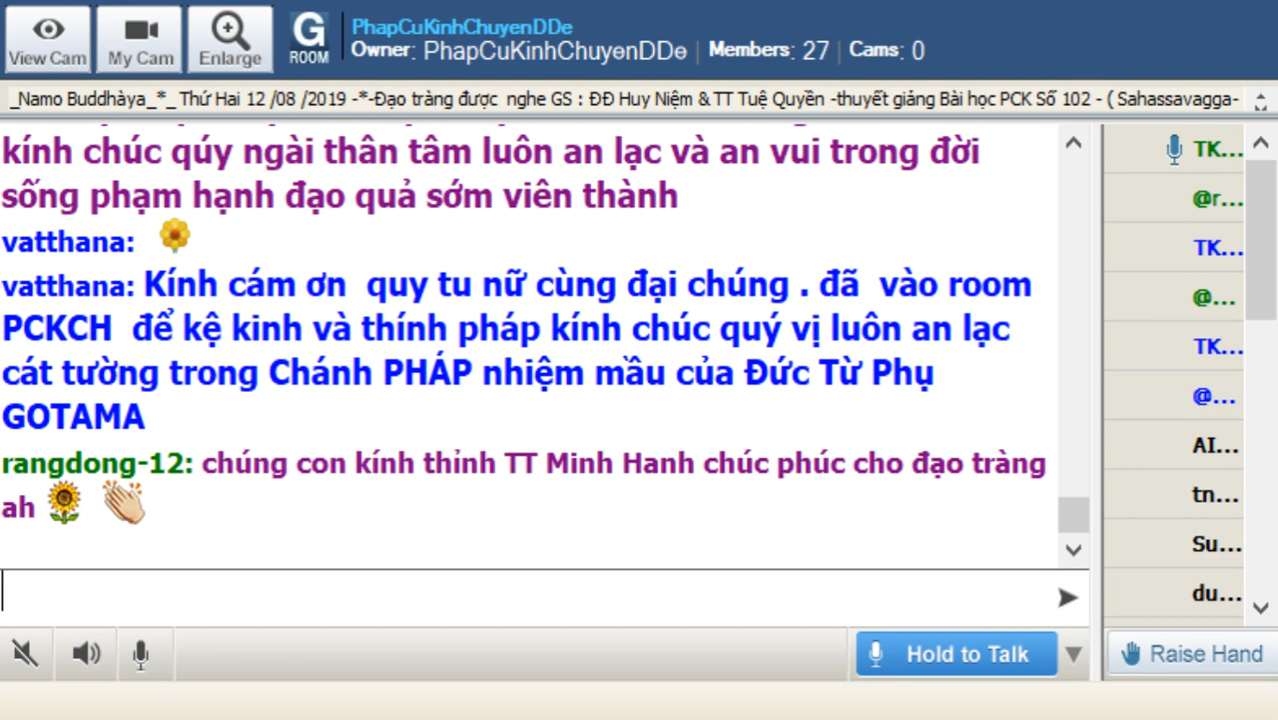 View Cam
My Cam
Enlarge
G
ROOM
PhapCuKinhChuyenDDe
Owner: PhapCuKinhChuyenDDe | Members: 27 | Cams: 0
_Namo Buddhàya_*_ Thứ Hai 12 /08 /2019 -*-Đạo tràng được nghe GS : ĐĐ Huy Niệm & TT Tuệ Quyền -thuyết giảng Bài học PCK Số 102 - ( Sahassavagga-
kính chúc qúy ngài thân tâm luôn an lạc và an vui trong đời
sống phạm hạnh đạo quả sớm viên thành
vatthana:
vatthana: Kính cám ơn quy tu nữ cùng đại chúng . đã vào room
PCKCH để kệ kinh và thính pháp kính chúc quý vị luôn an lạc
cát tường trong Chánh PHÁP nhiệm mầu của Đức Từ Phụ
GOTAMA
rangdong-12: chúng con kính thỉnh TT Minh Hanh chúc phúc cho đạo tràng
ah
TK...
@r...
TK...
@...
TK...
@...
AI...
tn...
Su...
du...
Hold to Talk
Raise Hand